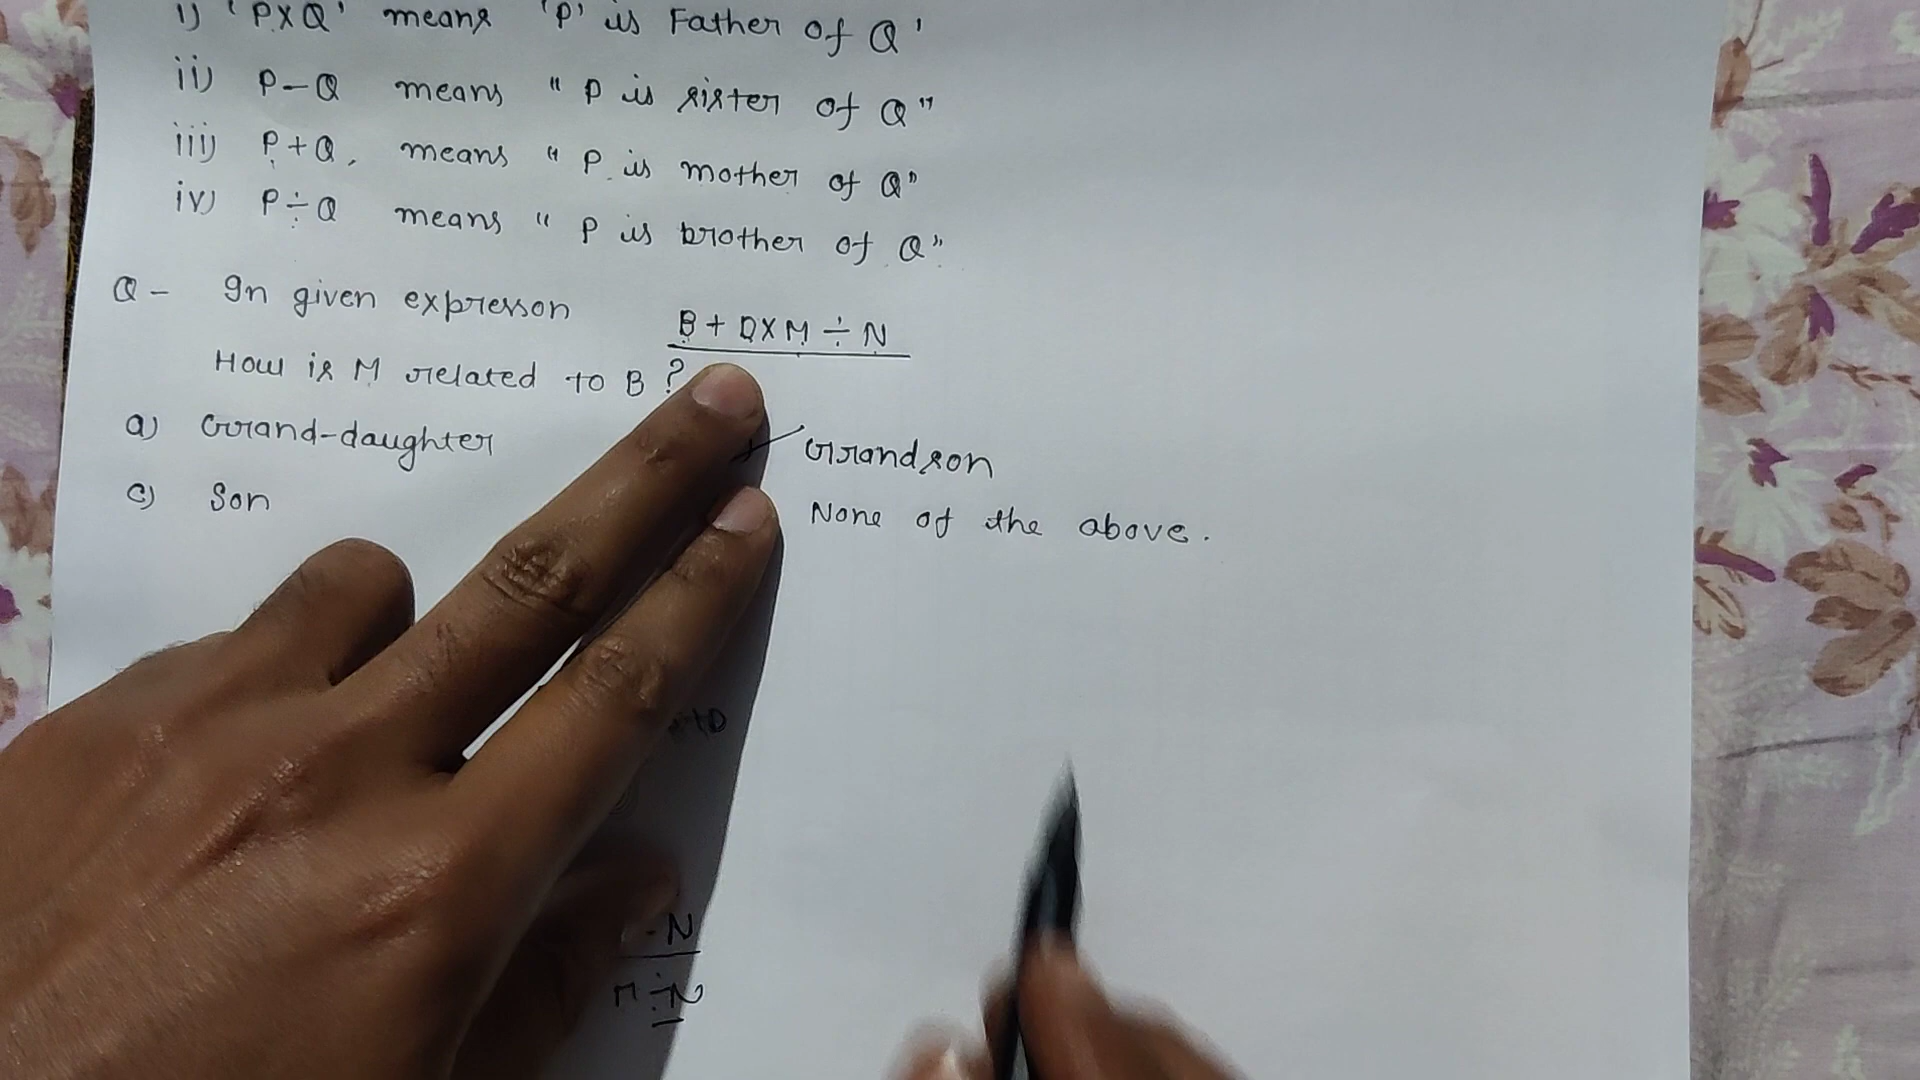 i) 'P×Q' means 'P' is Father of Q'
ii) P-Q means "P is sister of Q"
iii) P+Q, means "P is mother of Q"
iv) P÷Q means "P is brother of Q"
Q- In given expresson B+D×M÷N
How is M related to B ?
a) Grand-daughter Grandson
c) Son None of the above.
+D
-N
M÷N